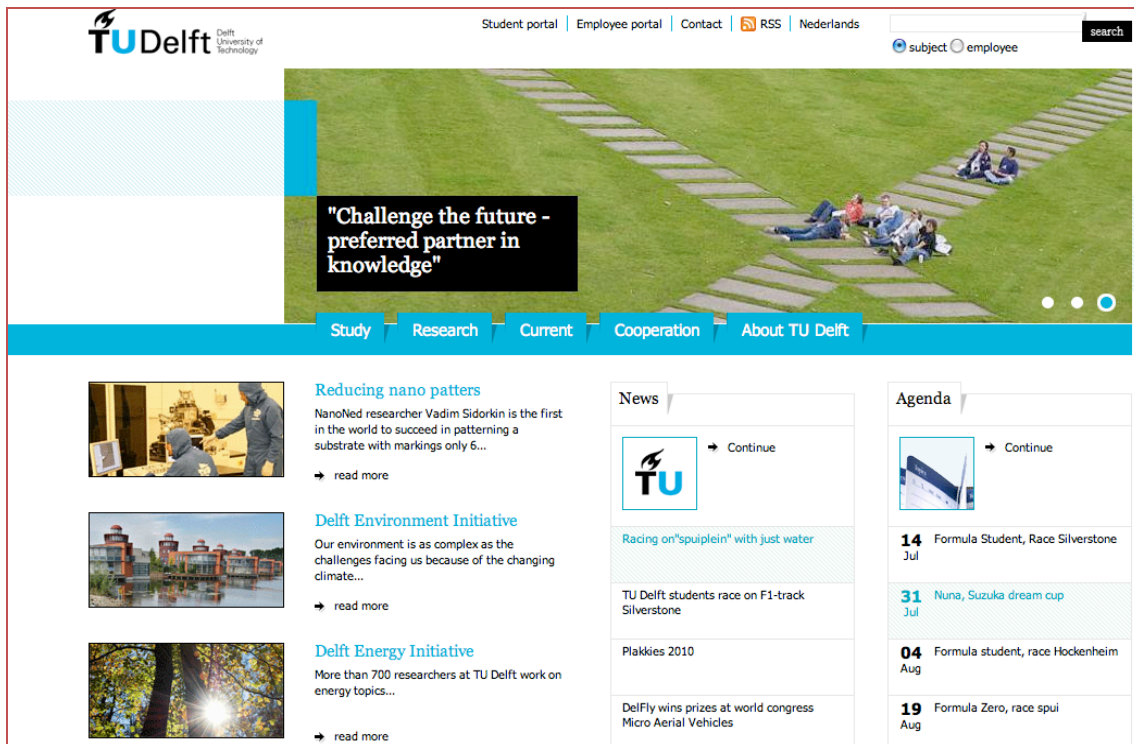 TU Delft
Delft
University of
Technology
Student portal
Employee portal
Contact
RSS
Nederlands
search
subject
employee
"Challenge the future -
preferred partner in
knowledge"
Study
Research
Current
Cooperation
About TU Delft
Reducing nano patters
NanoNed researcher Vadim Sidorkin is the first
in the world to succeed in patterning a
substrate with markings only 6...
read more
Delft Environment Initiative
Our environment is as complex as the
challenges facing us because of the changing
climate...
read more
Delft Energy Initiative
More than 700 researchers at TU Delft work on
energy topics...
read more
News
TU
Continue
Racing on"spuiplein" with just water
TU Delft students race on F1-track
Silverstone
Plakkies 2010
DelFly wins prizes at world congress
Micro Aerial Vehicles
Agenda
Continue
14
Jul
Formula Student, Race Silverstone
31
Jul
Nuna, Suzuka dream cup
04
Aug
Formula student, race Hockenheim
19
Aug
Formula Zero, race spui